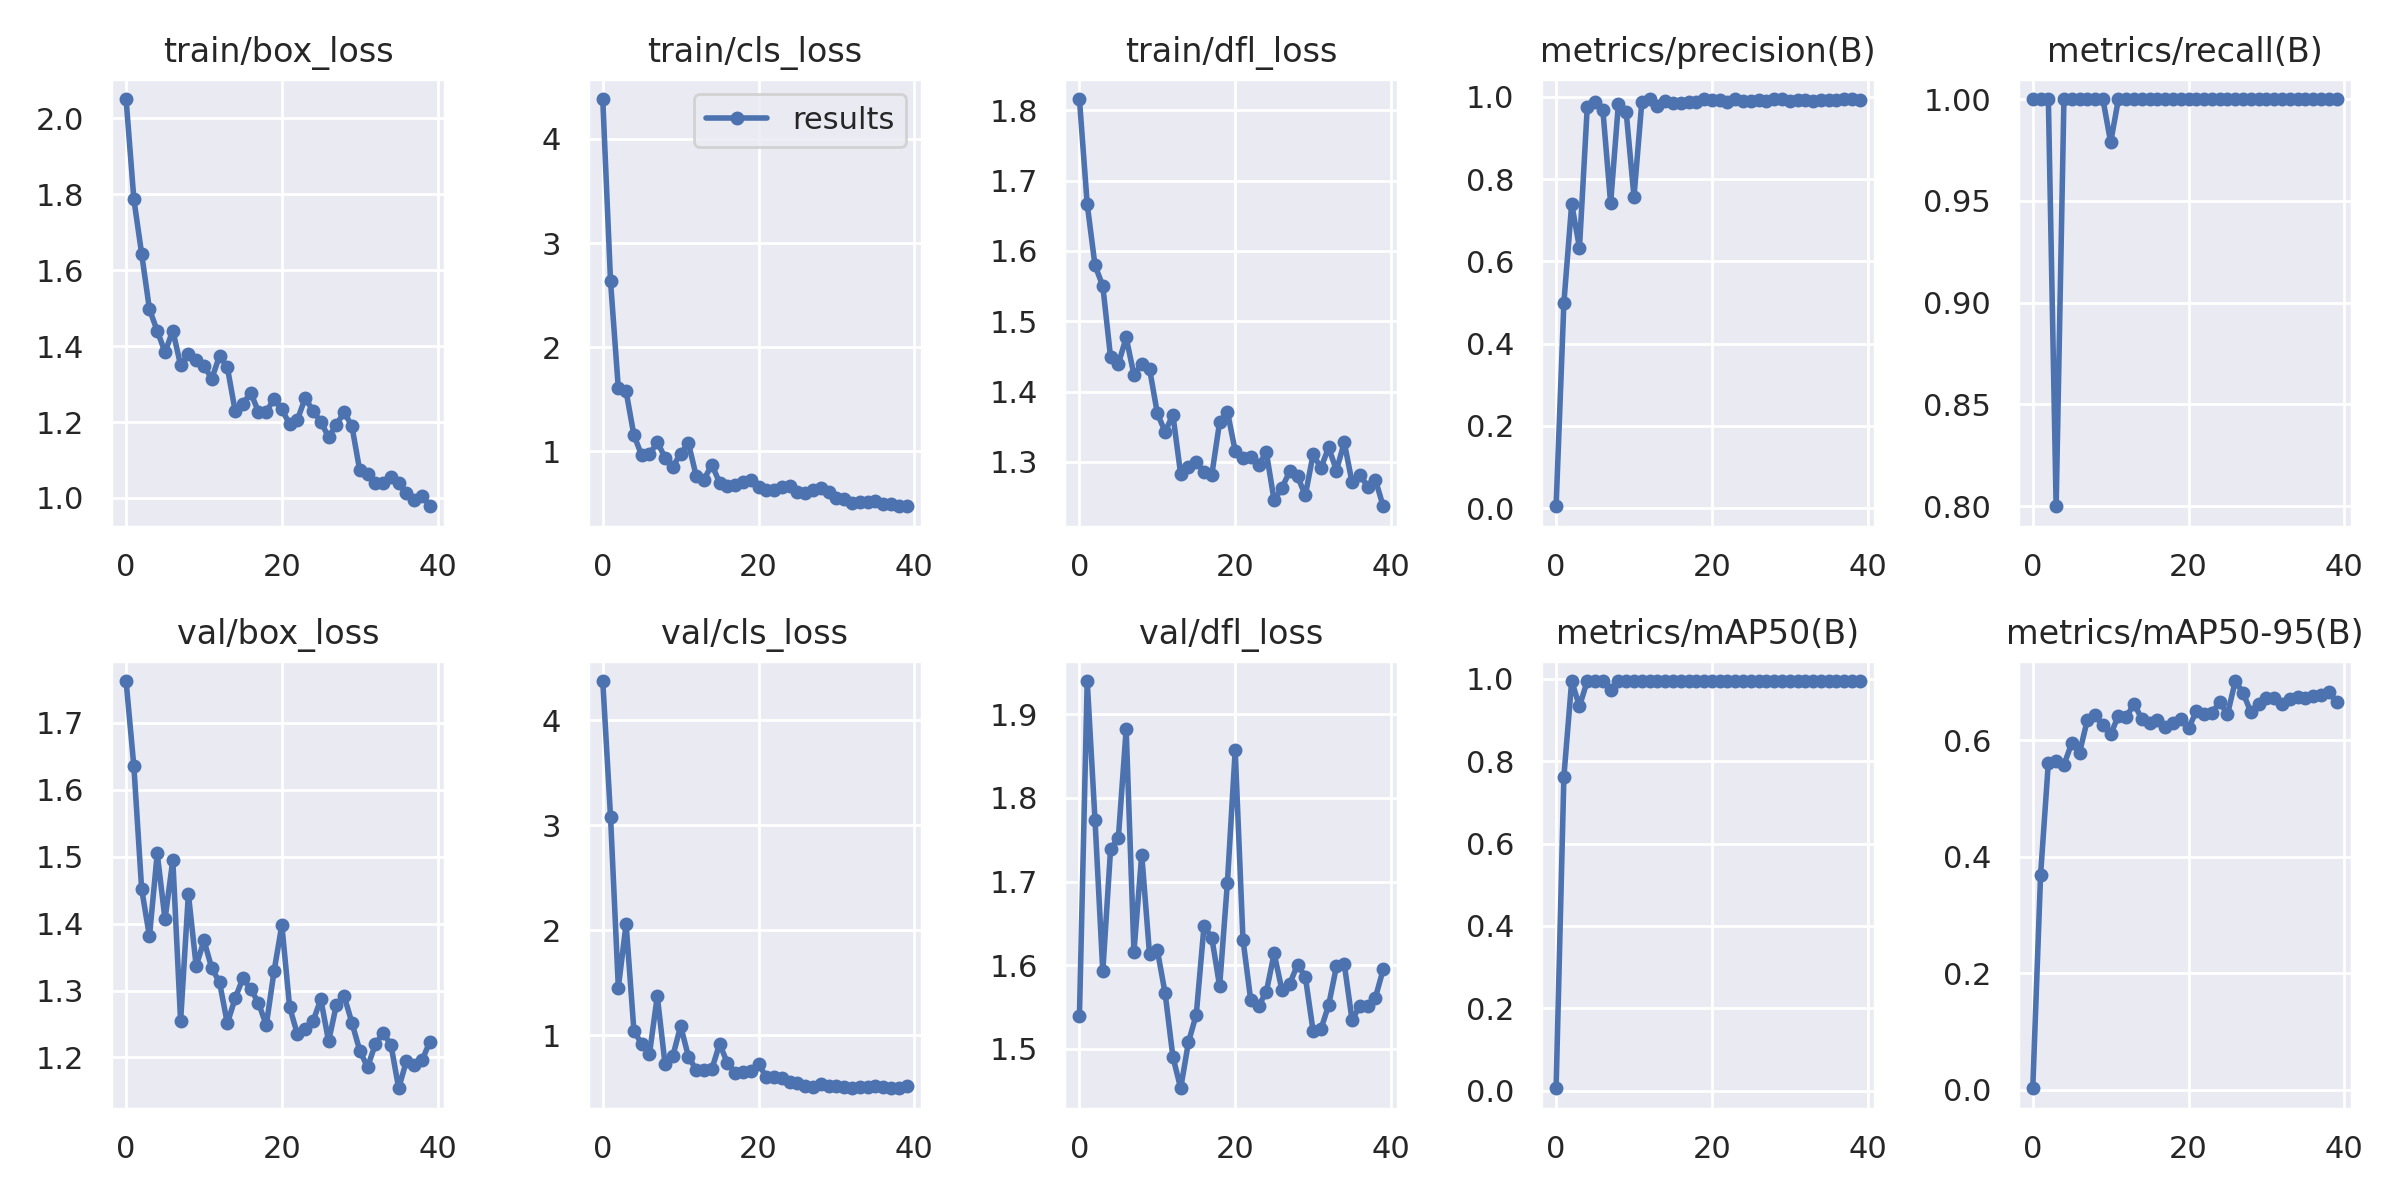 train/box_loss
train/cls_loss
train/dfl_loss
metrics/precision(B)
metrics/recall(B)
2.0
1.8
1.6
1.4
1.2
1.0
0 20 40
results
4
3
2
1
0 20 40
1.8
1.7
1.6
1.5
1.4
1.3
0 20 40
1.0
0.8
0.6
0.4
0.2
0.0
0 20 40
1.00
0.95
0.90
0.85
0.80
0 20 40
val/box_loss
val/cls_loss
val/dfl_loss
metrics/mAP50(B)
metrics/mAP50-95(B)
1.7
1.6
1.5
1.4
1.3
1.2
0 20 40
4
3
2
1
0 20 40
1.9
1.8
1.7
1.6
1.5
0 20 40
1.0
0.8
0.6
0.4
0.2
0.0
0 20 40
0.6
0.4
0.2
0.0
0 20 40